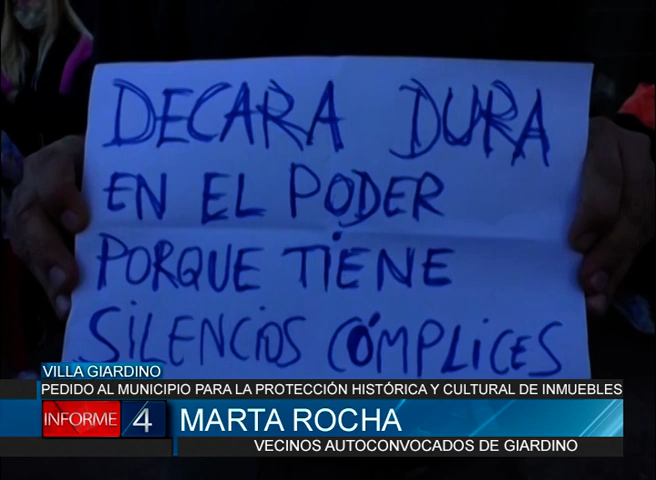 DECARA DURA
EN EL PODER
PORQUE TIENE
SILENCIOS CÓMPLICES
VILLA GIARDINO
PEDIDO AL MUNICIPIO PARA LA PROTECCIÓN HISTÓRICA Y CULTURAL DE INMUEBLES
INFORME 4 MARTA ROCHA
VECINOS AUTOCONVOCADOS DE GIARDINO